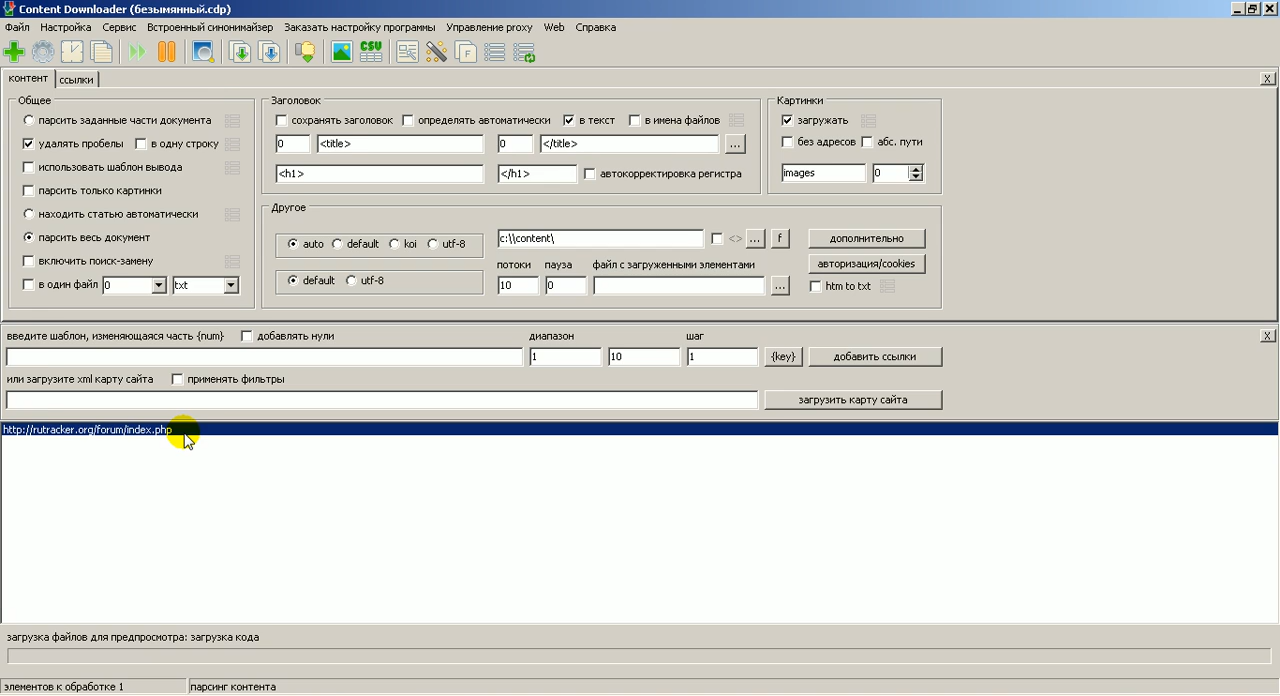 Content Downloader (безымянный.cdp)
Файл Настройка Сервис Встроенный синонимайзер Заказать настройку программы Управление proxy Web Справка
CSV F
контент ссылки X
Общее
парсить заданные части документа
удалять пробелы в одну строку
использовать шаблон вывода
парсить только картинки
находить статью автоматически
парсить весь документ
включить поиск-замену
в один файл 0 txt
Заголовок
сохранять заголовок определять автоматически в текст в имена файлов
0 <title> 0 </title> ...
<h1> </h1> автокорректировка регистра
Картинки
загружать
без адресов абс. пути
images 0
Другое
auto default koi utf-8
default utf-8
c:\\content\ <> ... f
потоки пауза файл с загруженными элементами
10 0 ...
дополнительно
авторизация/cookies
htm to txt
введите шаблон, изменяющаяся часть {num} добавлять нули диапазон шаг X
1 10 1 {key} добавить ссылки
или загрузите xml карту сайта применять фильтры
загрузить карту сайта
http://rutracker.org/forum/index.php
загрузка файлов для предпросмотра: загрузка кода
элементов к обработке 1 парсинг контента